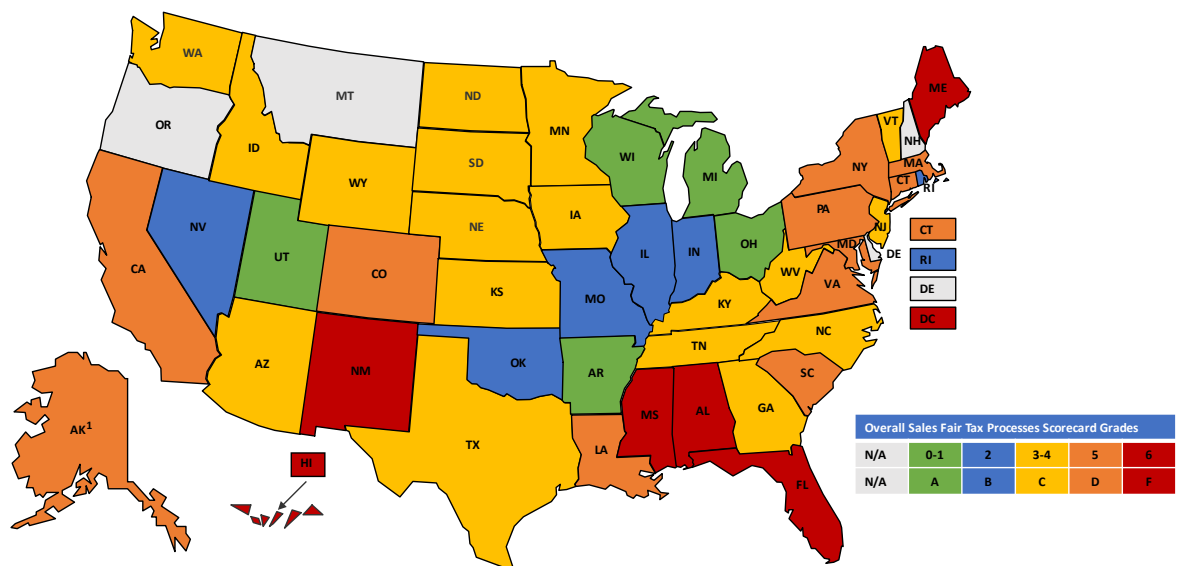 WA
MT
ND
MN
ME
OR
VT
NH
ID
SD
WI
MI
NY
MA
CT
RI
WY
IA
PA
NE
NJ
NV
UT
CO
IL
IN
OH
MD
DE
CT
RI
DE
DC
CA
KS
MO
WV
VA
KY
NC
TN
AZ
NM
OK
AR
SC
MS
AL
GA
TX
LA
FL
AK¹
HI
Overall Sales Fair Tax Processes Scorecard Grades
N/A 0-1 2 3-4 5 6
N/A A B C D F